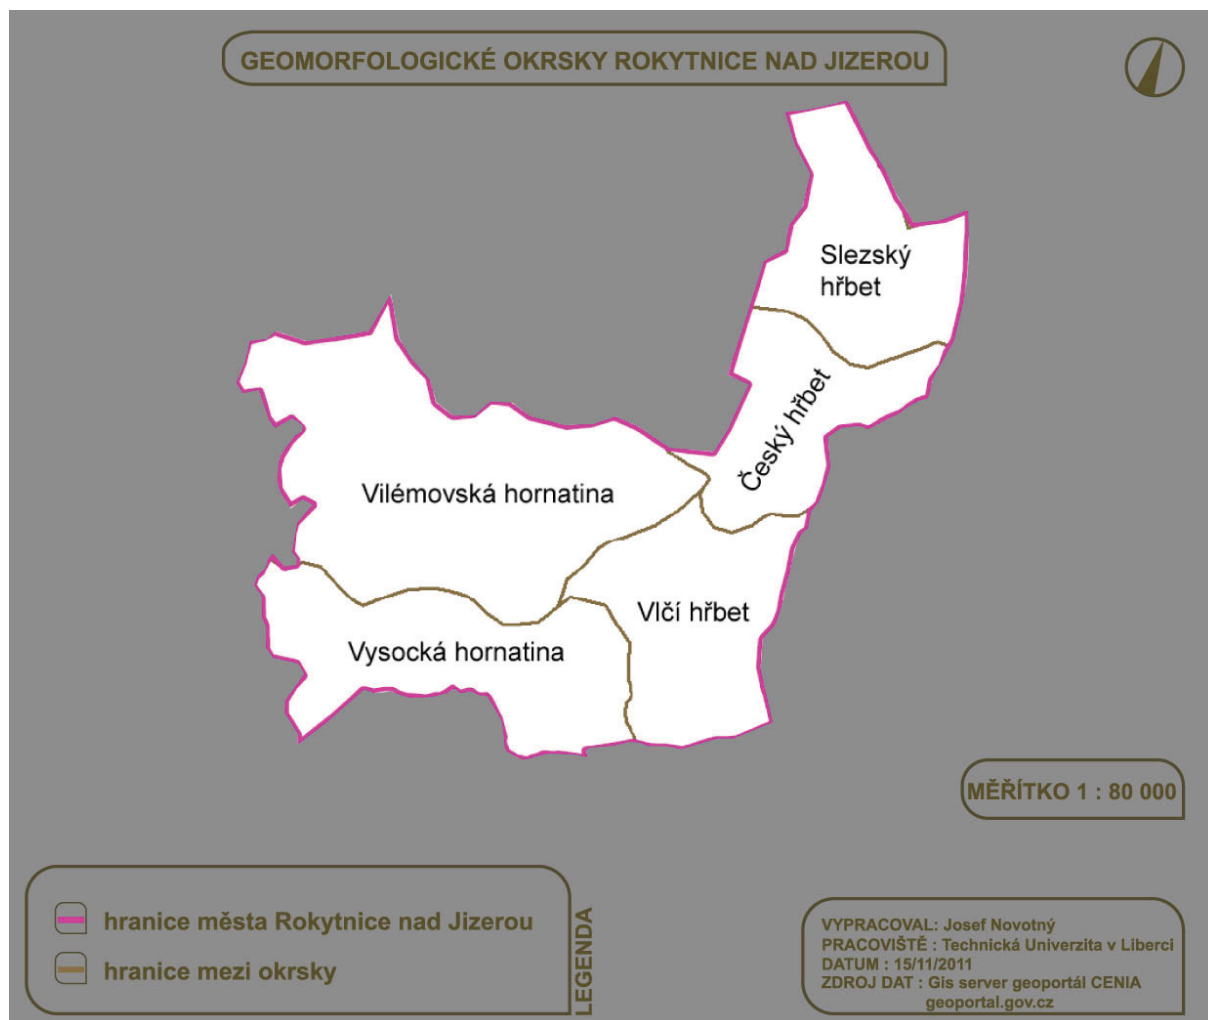 GEOMORFOLOGICKÉ OKRSKY ROKYTNICE NAD JIZEROU
Slezský
hřbet
Český hřbet
Vilémovská hornatina
Vlčí hřbet
Vysocká hornatina
MĚŘÍTKO 1 : 80 000
hranice města Rokytnice nad Jizerou
hranice mezi okrsky
LEGENDA
VYPRACOVAL: Josef Novotný
PRACOVIŠTĚ : Technická Univerzita v Liberci
DATUM : 15/11/2011
ZDROJ DAT : Gis server geoportál CENIA
geoportal.gov.cz